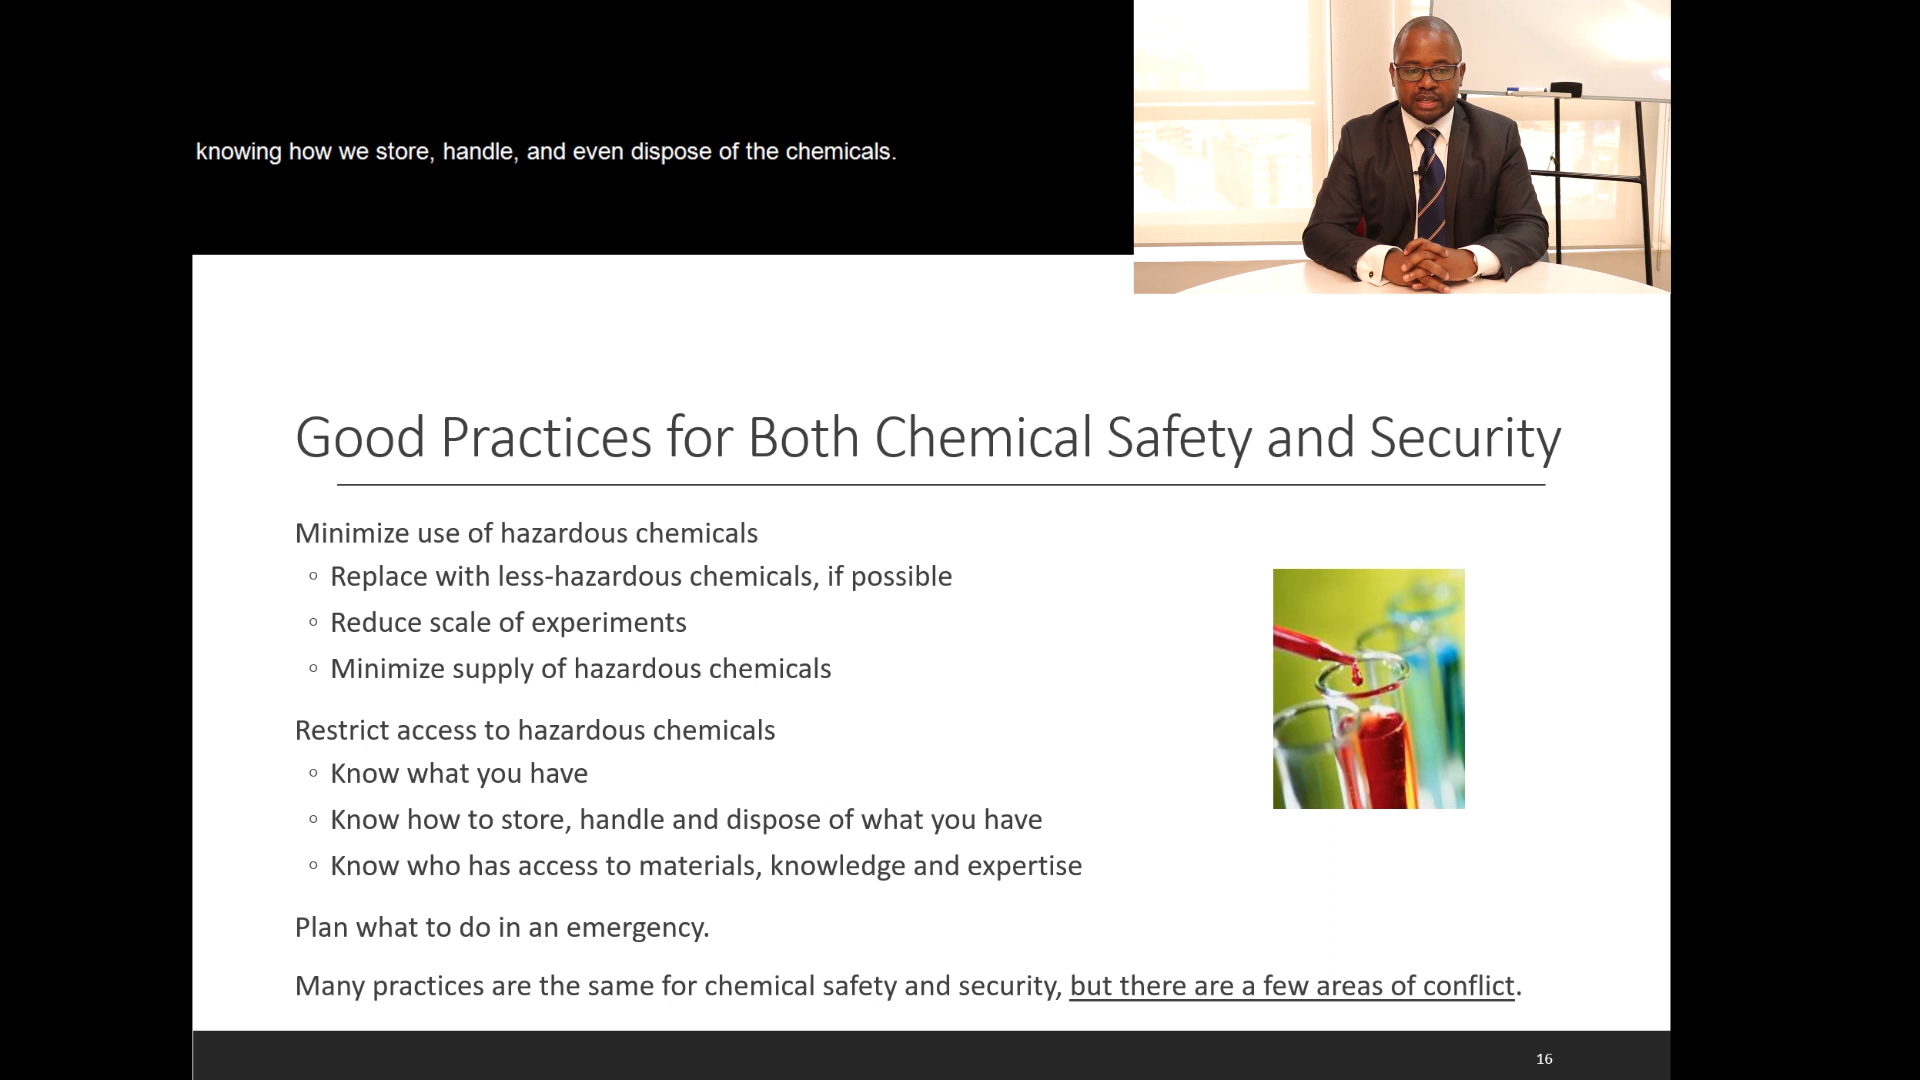 knowing how we store, handle, and even dispose of the chemicals.
Good Practices for Both Chemical Safety and Security
Minimize use of hazardous chemicals
◦ Replace with less-hazardous chemicals, if possible
◦ Reduce scale of experiments
◦ Minimize supply of hazardous chemicals
Restrict access to hazardous chemicals
◦ Know what you have
◦ Know how to store, handle and dispose of what you have
◦ Know who has access to materials, knowledge and expertise
Plan what to do in an emergency.
Many practices are the same for chemical safety and security, but there are a few areas of conflict.
16